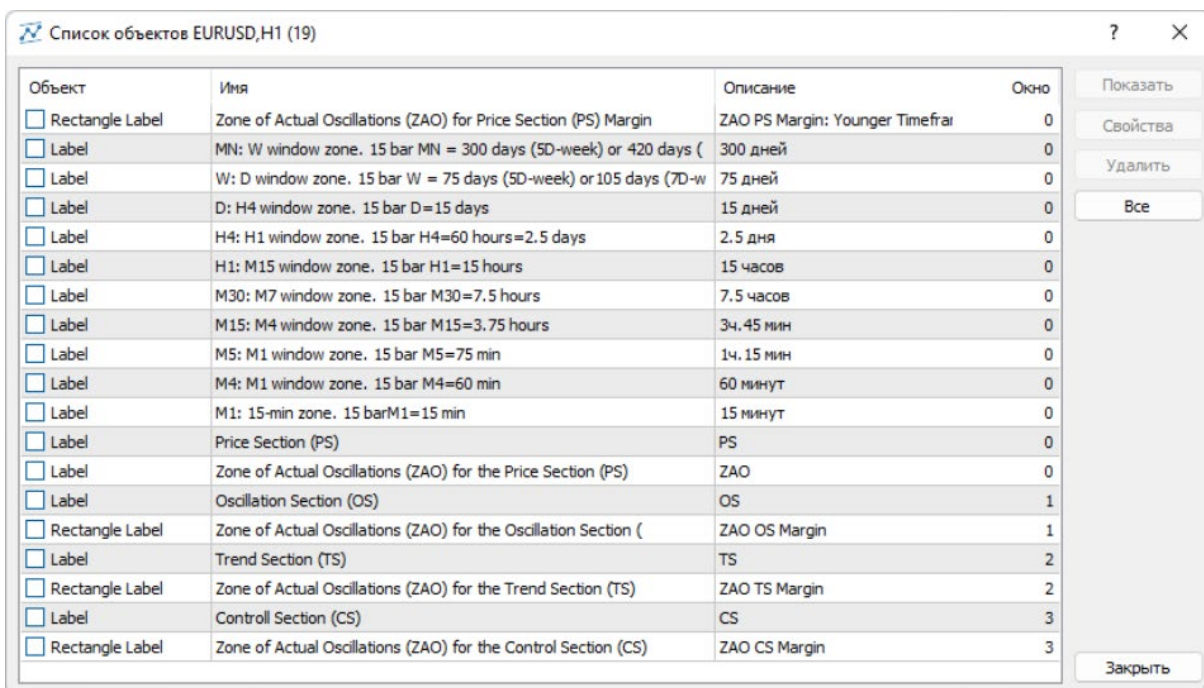 Список объектов EURUSD,H1 (19) ? ×
Объект Имя Описание Окно Показать
Rectangle Label Zone of Actual Oscillations (ZAO) for Price Section (PS) Margin ZAO PS Margin: Younger Timefrar 0
Свойства
Label MN: W window zone. 15 bar MN = 300 days (5D-week) or 420 days ( 300 дней 0
Удалить
Label W: D window zone. 15 bar W = 75 days (5D-week) or105 days (7D-w 75 дней 0
Label D: H4 window zone. 15 bar D=15 days 15 дней 0 Все
Label H4: H1 window zone. 15 bar H4=60 hours=2.5 days 2.5 дня 0
Label H1: M15 window zone. 15 bar H1=15 hours 15 часов 0
Label M30: M7 window zone. 15 bar M30=7.5 hours 7.5 часов 0
Label M15: M4 window zone. 15 bar M15=3.75 hours 3ч.45 мин 0
Label M5: M1 window zone. 15 bar M5=75 min 1ч.15 мин 0
Label M4: M1 window zone. 15 bar M4=60 min 60 минут 0
Label M1: 15-min zone. 15 barM1=15 min 15 минут 0
Label Price Section (PS) PS 0
Label Zone of Actual Oscillations (ZAO) for the Price Section (PS) ZAO 0
Label Oscillation Section (OS) OS 1
Rectangle Label Zone of Actual Oscillations (ZAO) for the Oscillation Section ( ZAO OS Margin 1
Label Trend Section (TS) TS 2
Rectangle Label Zone of Actual Oscillations (ZAO) for the Trend Section (TS) ZAO TS Margin 2
Label Controll Section (CS) CS 3
Rectangle Label Zone of Actual Oscillations (ZAO) for the Control Section (CS) ZAO CS Margin 3
Закрыть